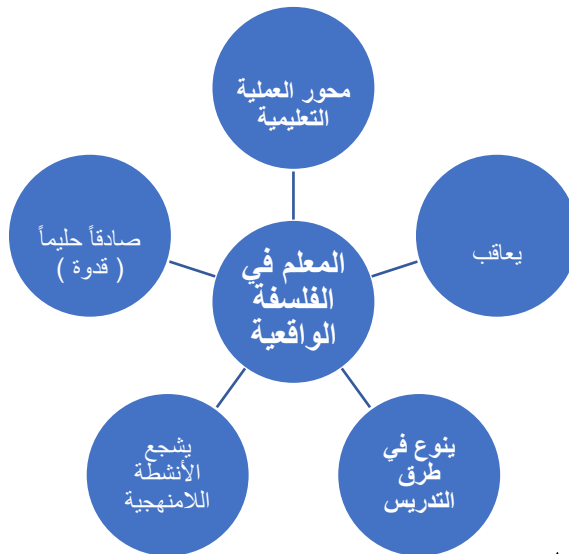 محور العملية
التعليمية
صادقاً حليماً
( قدوة )
المعلم في
الفلسفة
الواقعية
يعاقب
يشجع
الأنشطة
اللامنهجية
ينوع في
طرق
التدريس